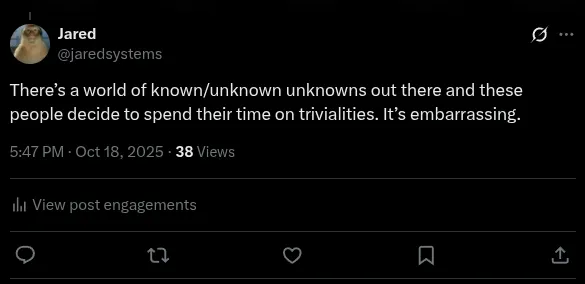 Jared
@jaredsystems
There’s a world of known/unknown unknowns out there and these
people decide to spend their time on trivialities. It’s embarrassing.
5:47 PM · Oct 18, 2025 · 38 Views
View post engagements